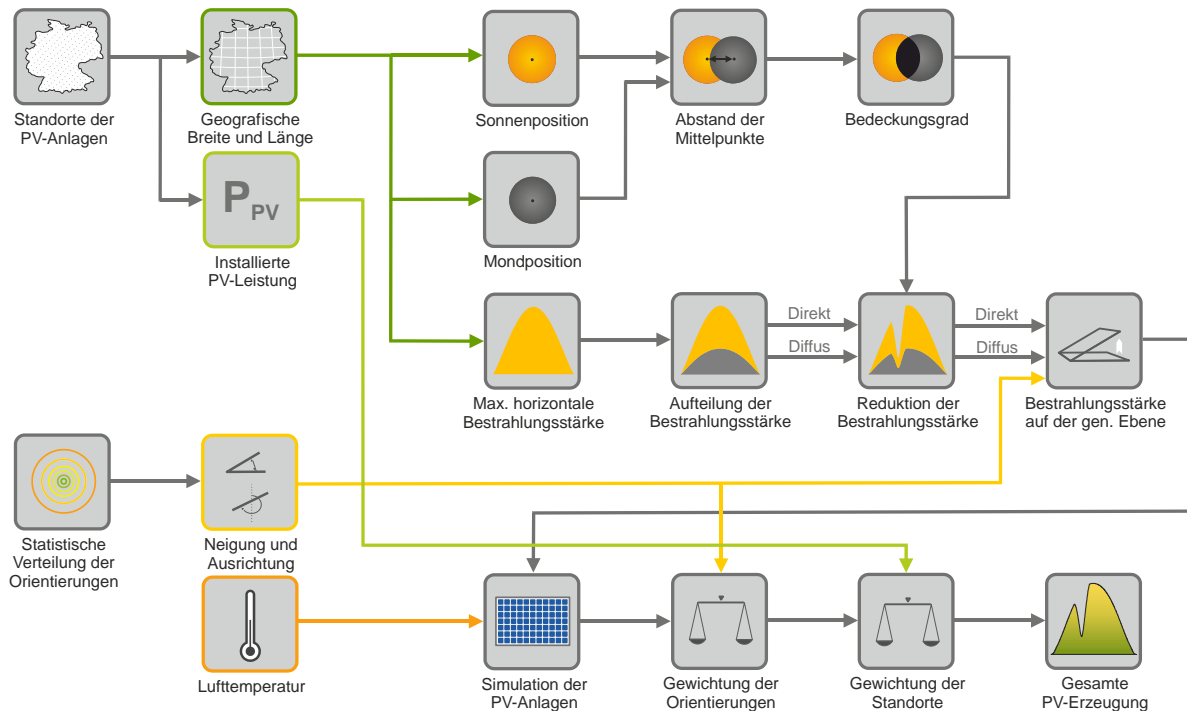 Standorte der
PV-Anlagen
Geografische
Breite und Länge
Sonnenposition
Abstand der
Mittelpunkte
Bedeckungsgrad
P PV
Installierte
PV-Leistung
Mondposition
Direkt
Diffus
Direkt
Diffus
Max. horizontale
Bestrahlungsstärke
Aufteilung der
Bestrahlungsstärke
Reduktion der
Bestrahlungsstärke
Bestrahlungsstärke
auf der gen. Ebene
Statistische
Verteilung der
Orientierungen
Neigung und
Ausrichtung
Lufttemperatur
Simulation der
PV-Anlagen
Gewichtung der
Orientierungen
Gewichtung der
Standorte
Gesamte
PV-Erzeugung